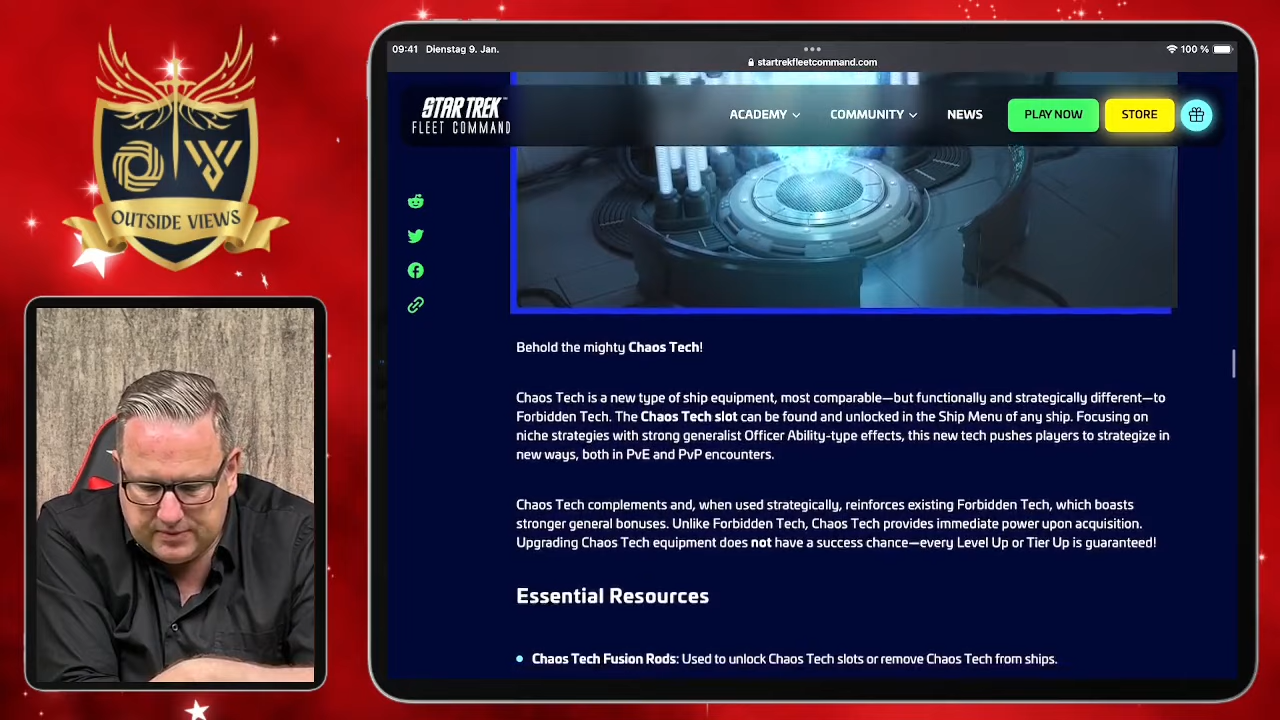 OUTSIDE VIEWS
09:41 Dienstag 9. Jan.
100 %
startrekfleetcommand.com
STAR TREK™
FLEET COMMAND
ACADEMY
COMMUNITY
NEWS
PLAY NOW
STORE
Behold the mighty Chaos Tech!
Chaos Tech is a new type of ship equipment, most comparable—but functionally and strategically different—to
Forbidden Tech. The Chaos Tech slot can be found and unlocked in the Ship Menu of any ship. Focusing on
niche strategies with strong generalist Officer Ability-type effects, this new tech pushes players to strategize in
new ways, both in PvE and PvP encounters.
Chaos Tech complements and, when used strategically, reinforces existing Forbidden Tech, which boasts
stronger general bonuses. Unlike Forbidden Tech, Chaos Tech provides immediate power upon acquisition.
Upgrading Chaos Tech equipment does not have a success chance—every Level Up or Tier Up is guaranteed!
Essential Resources
Chaos Tech Fusion Rods: Used to unlock Chaos Tech slots or remove Chaos Tech from ships.